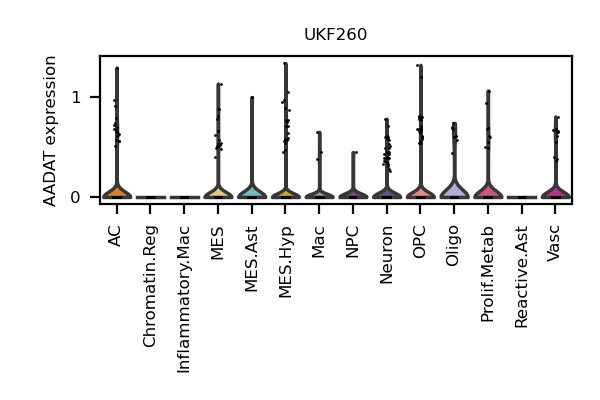 UKF260
AADAT expression
1
0
AC
Chromatin.Reg
Inflammatory.Mac
MES
MES.Ast
MES.Hyp
Mac
NPC
Neuron
OPC
Oligo
Prolif.Metab
Reactive.Ast
Vasc